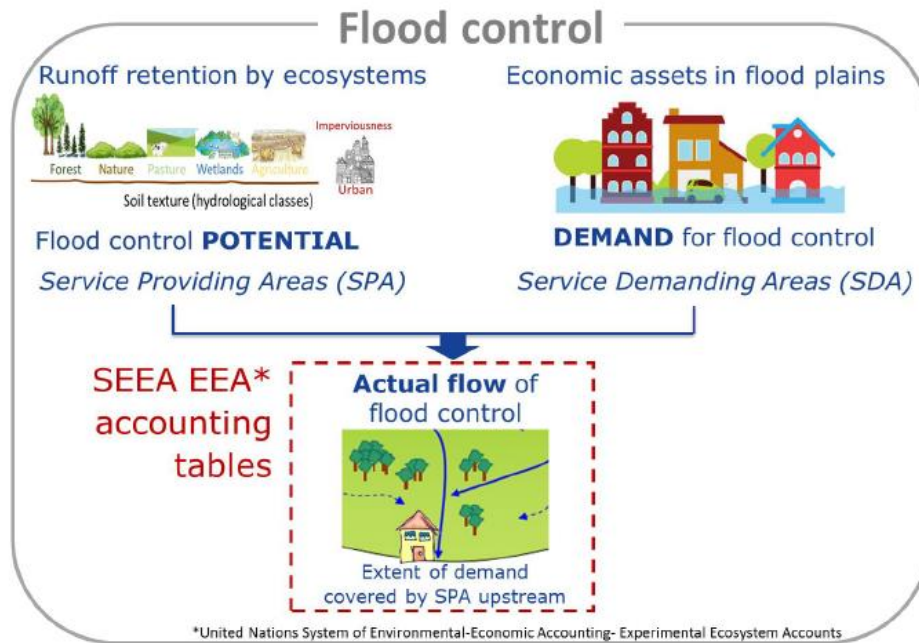 Flood control
Runoff retention by ecosystems
Imperviousness
Forest Nature Pasture Wetlands Agriculture
Urban
Soil texture (hydrological classes)
Flood control POTENTIAL
Service Providing Areas (SPA)
Economic assets in flood plains
DEMAND for flood control
Service Demanding Areas (SDA)
SEEA EEA*
accounting
tables
Actual flow of
flood control
Extent of demand
covered by SPA upstream
*United Nations System of Environmental-Economic Accounting- Experimental Ecosystem Accounts